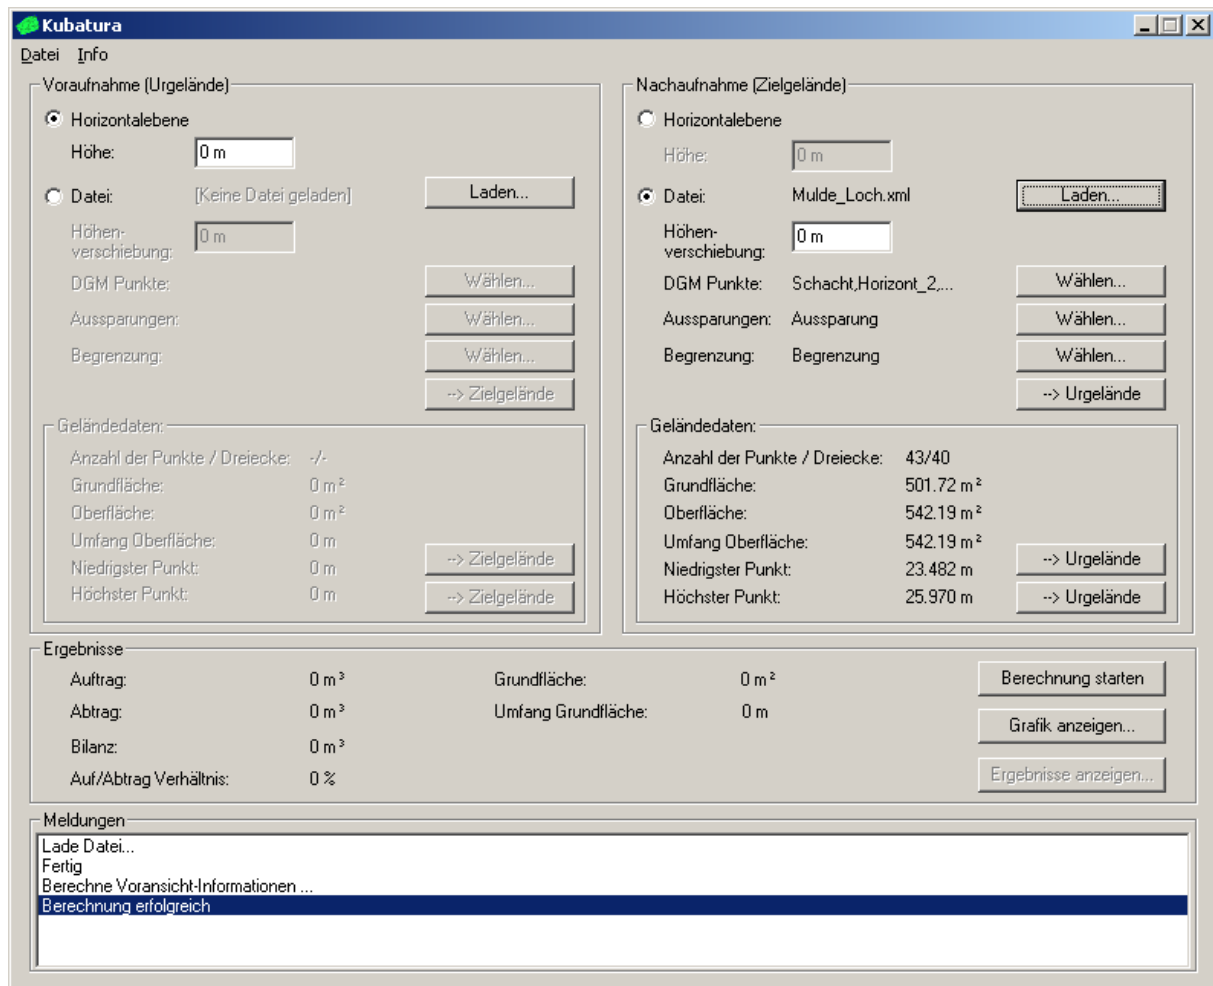 Kubatura
Datei Info
Voraufnahme (Urgelände)
Horizontalebene
Höhe: 0 m
Datei: [Keine Datei geladen] Laden...
Höhen-
verschiebung: 0 m
DGM Punkte: Wählen...
Aussparungen: Wählen...
Begrenzung: Wählen...
--> Zielgelände
Geländedaten:
Anzahl der Punkte / Dreiecke: -/-
Grundfläche: 0 m²
Oberfläche: 0 m²
Umfang Oberfläche: 0 m
Niedrigster Punkt: 0 m --> Zielgelände
Höchster Punkt: 0 m --> Zielgelände
Nachaufnahme (Zielgelände)
Horizontalebene
Höhe: 0 m
Datei: Mulde_Loch.xml Laden...
Höhen-
verschiebung: 0 m
DGM Punkte: Schacht,Horizont_2,... Wählen...
Aussparungen: Aussparung Wählen...
Begrenzung: Begrenzung Wählen...
--> Urgelände
Geländedaten:
Anzahl der Punkte / Dreiecke: 43/40
Grundfläche: 501.72 m²
Oberfläche: 542.19 m²
Umfang Oberfläche: 542.19 m²
Niedrigster Punkt: 23.482 m --> Urgelände
Höchster Punkt: 25.970 m --> Urgelände
Ergebnisse
Auftrag: 0 m³ Grundfläche: 0 m² Berechnung starten
Abtrag: 0 m³ Umfang Grundfläche: 0 m Grafik anzeigen...
Bilanz: 0 m³
Auf/Abtrag Verhältnis: 0 % Ergebnisse anzeigen...
Meldungen
Lade Datei...
Fertig
Berechne Voransicht-Informationen ...
Berechnung erfolgreich